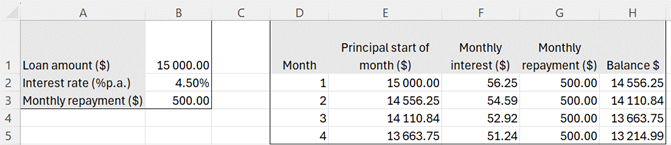 A B C D E F G H
Principal start of Monthly Monthly
1 Loan amount ($) 15 000.00 Month month ($) interest ($) repayment ($) Balance $
2 Interest rate (%p.a.) 4.50% 1 15 000.00 56.25 500.00 14 556.25
3 Monthly repayment ($) 500.00 2 14 556.25 54.59 500.00 14 110.84
4 3 14 110.84 52.92 500.00 13 663.75
5 4 13 663.75 51.24 500.00 13 214.99